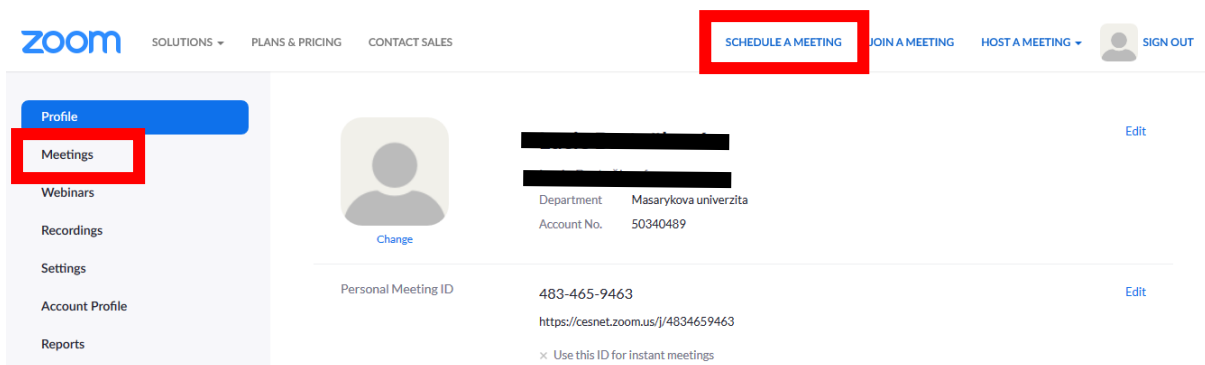 zoom SOLUTIONS PLANS & PRICING CONTACT SALES SCHEDULE A MEETING JOIN A MEETING HOST A MEETING SIGN OUT
Profile
Meetings
Webinars
Recordings
Settings
Account Profile
Reports
Change
Edit
Department Masarykova univerzita
Account No. 50340489
Personal Meeting ID 483-465-9463 Edit
https://cesnet.zoom.us/j/4834659463
× Use this ID for instant meetings